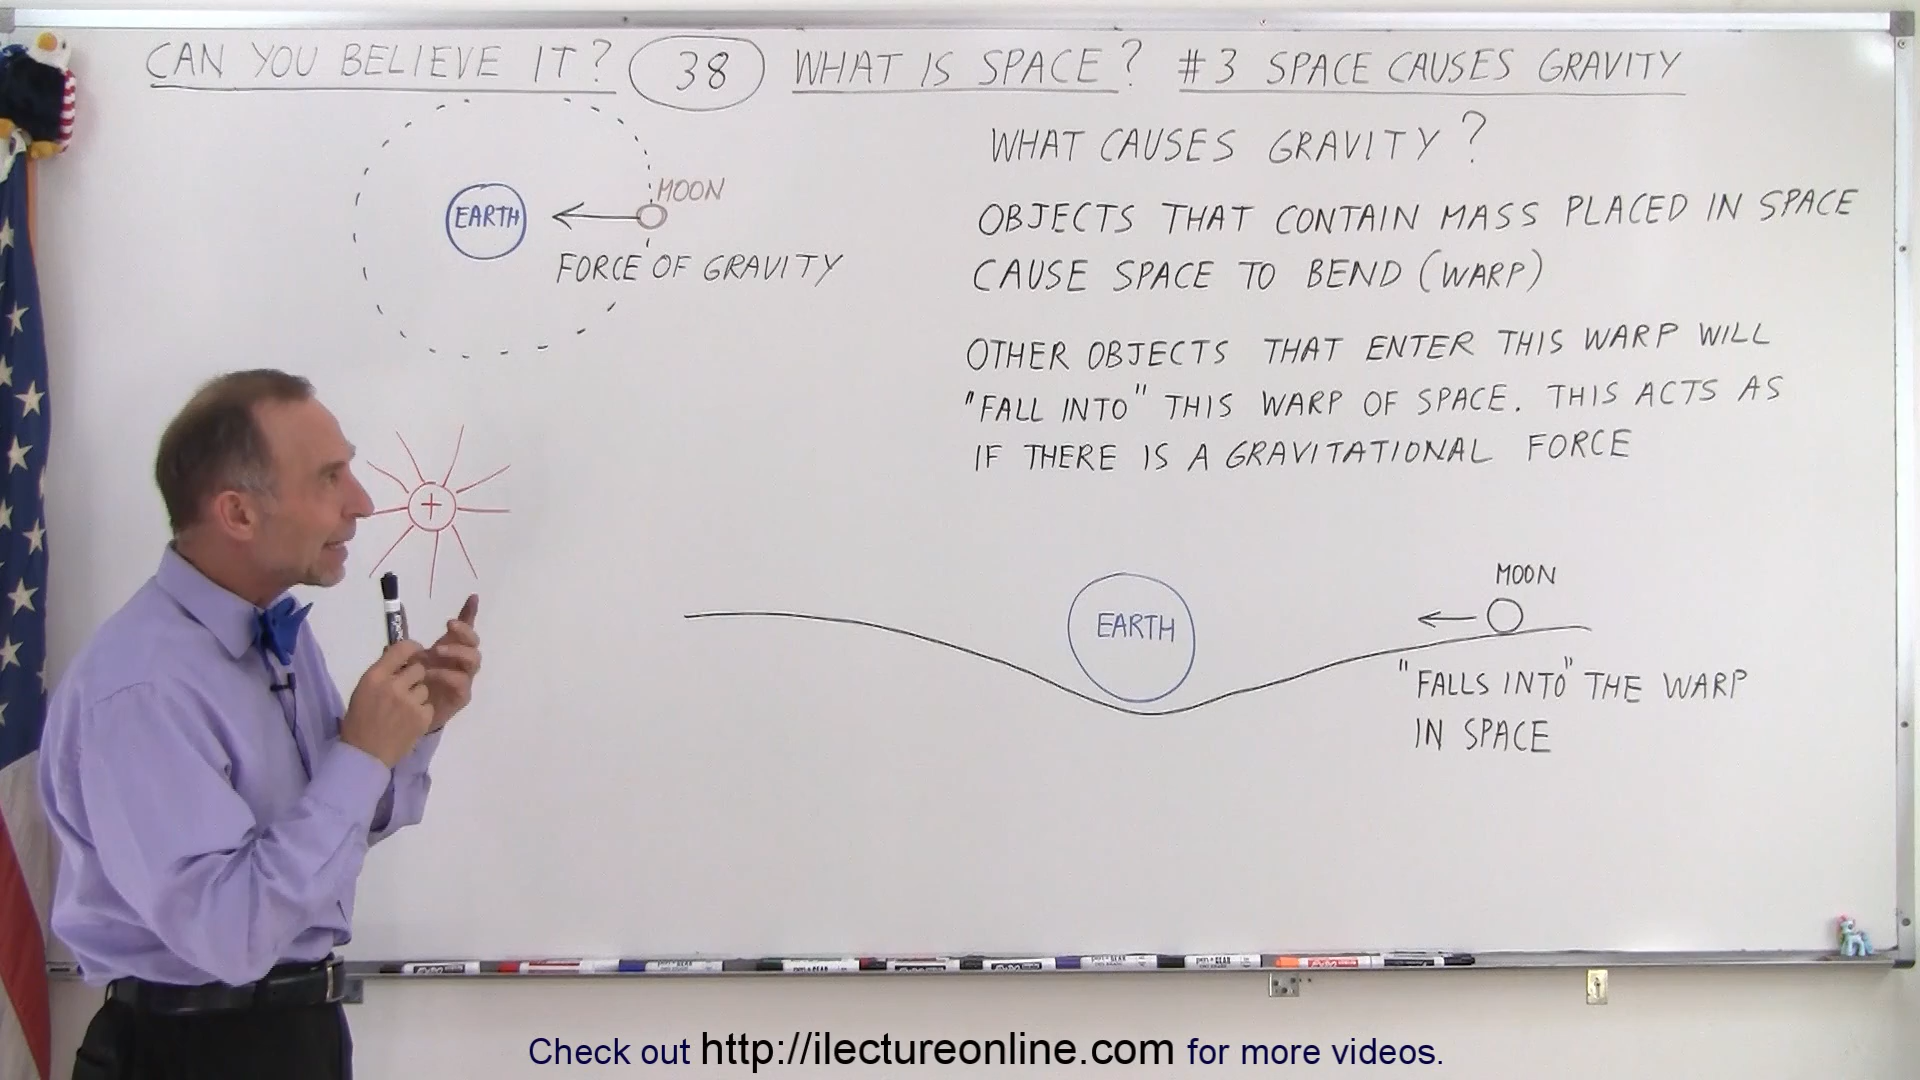 CAN YOU BELIEVE IT? 38 WHAT IS SPACE? #3 SPACE CAUSES GRAVITY
EARTH
MOON
FORCE OF GRAVITY
+
WHAT CAUSES GRAVITY?
OBJECTS THAT CONTAIN MASS PLACED IN SPACE
CAUSE SPACE TO BEND (WARP)
OTHER OBJECTS THAT ENTER THIS WARP WILL
"FALL INTO" THIS WARP OF SPACE. THIS ACTS AS
IF THERE IS A GRAVITATIONAL FORCE
EARTH
MOON
"FALLS INTO" THE WARP
IN SPACE
Check out http://ilectureonline.com for more videos.